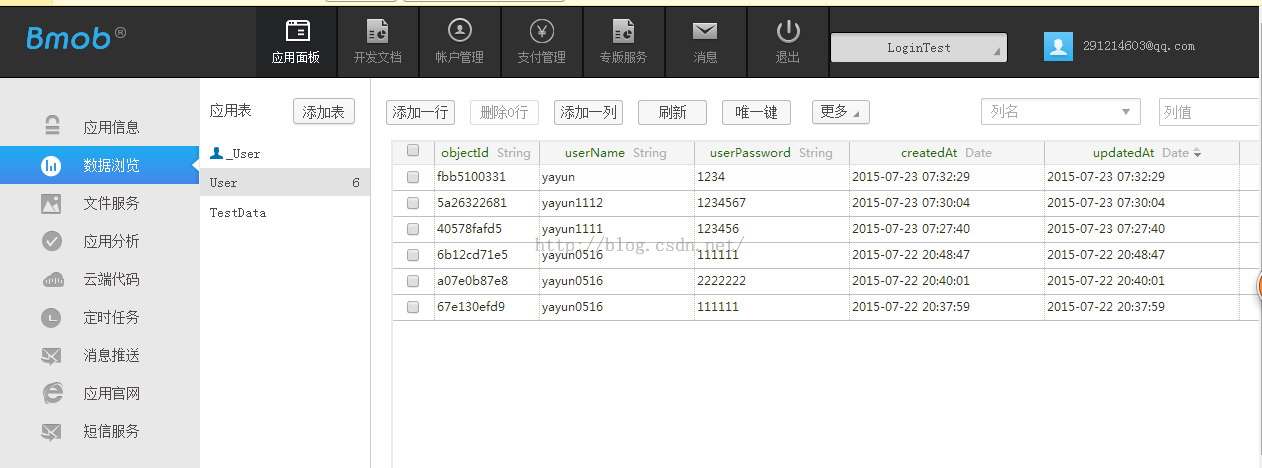 Bmob®
应用面板 开发文档 帐户管理 支付管理 专版服务 消息 退出 LoginTest 291214603@qq.com
应用信息
数据浏览
文件服务
应用分析
云端代码
定时任务
消息推送
应用官网
短信服务
应用表 添加表
_User
User 6
TestData
添加一行 删除0行 添加一列 刷新 唯一键 更多 列名 列值
objectId String userName String userPassword String createdAt Date updatedAt Date
fbb5100331 yayun 1234 2015-07-23 07:32:29 2015-07-23 07:32:29
5a26322681 yayun1112 1234567 2015-07-23 07:30:04 2015-07-23 07:30:04
40578fafd5 yayun1111 123456 2015-07-23 07:27:40 2015-07-23 07:27:40
http://blog.csdn.net/
6b12cd71e5 yayun0516 111111 2015-07-22 20:48:47 2015-07-22 20:48:47
a07e0b87e8 yayun0516 2222222 2015-07-22 20:40:01 2015-07-22 20:40:01
67e130efd9 yayun0516 111111 2015-07-22 20:37:59 2015-07-22 20:37:59